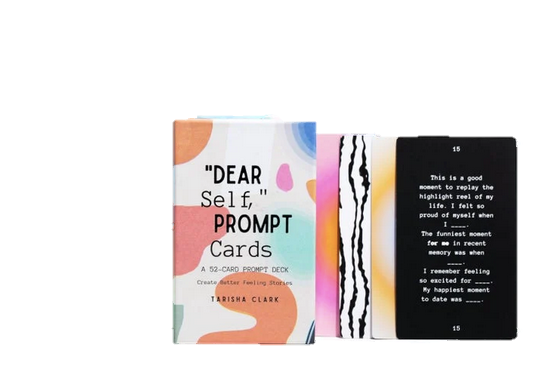 "DEAR
Self,"
PROMPT
Cards
A 52-CARD PROMPT DECK
Create Better Feeling Stories
TARISHA CLARK
15
This is a good
moment to replay the
highlight reel of my
life. I felt so
proud of myself when
I ____.
The funniest moment
for me in recent
memory was when
____.
I remember feeling
so excited for ____.
My happiest moment
to date was ____.
15